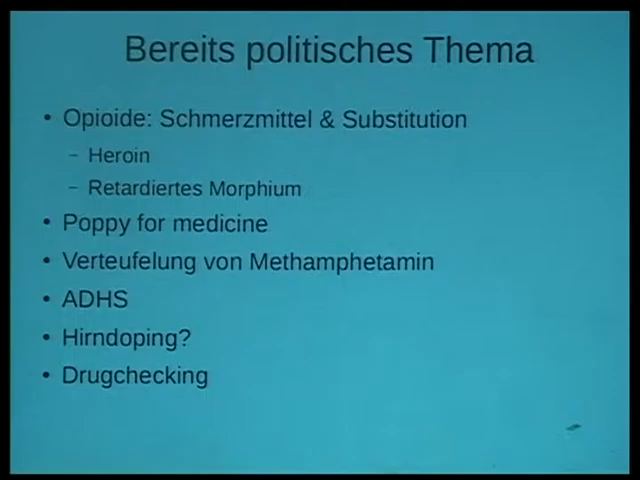 Bereits politisches Thema
• Opioide: Schmerzmittel & Substitution
– Heroin
– Retardiertes Morphium
• Poppy for medicine
• Verteufelung von Methamphetamin
• ADHS
• Hirndoping?
• Drugchecking